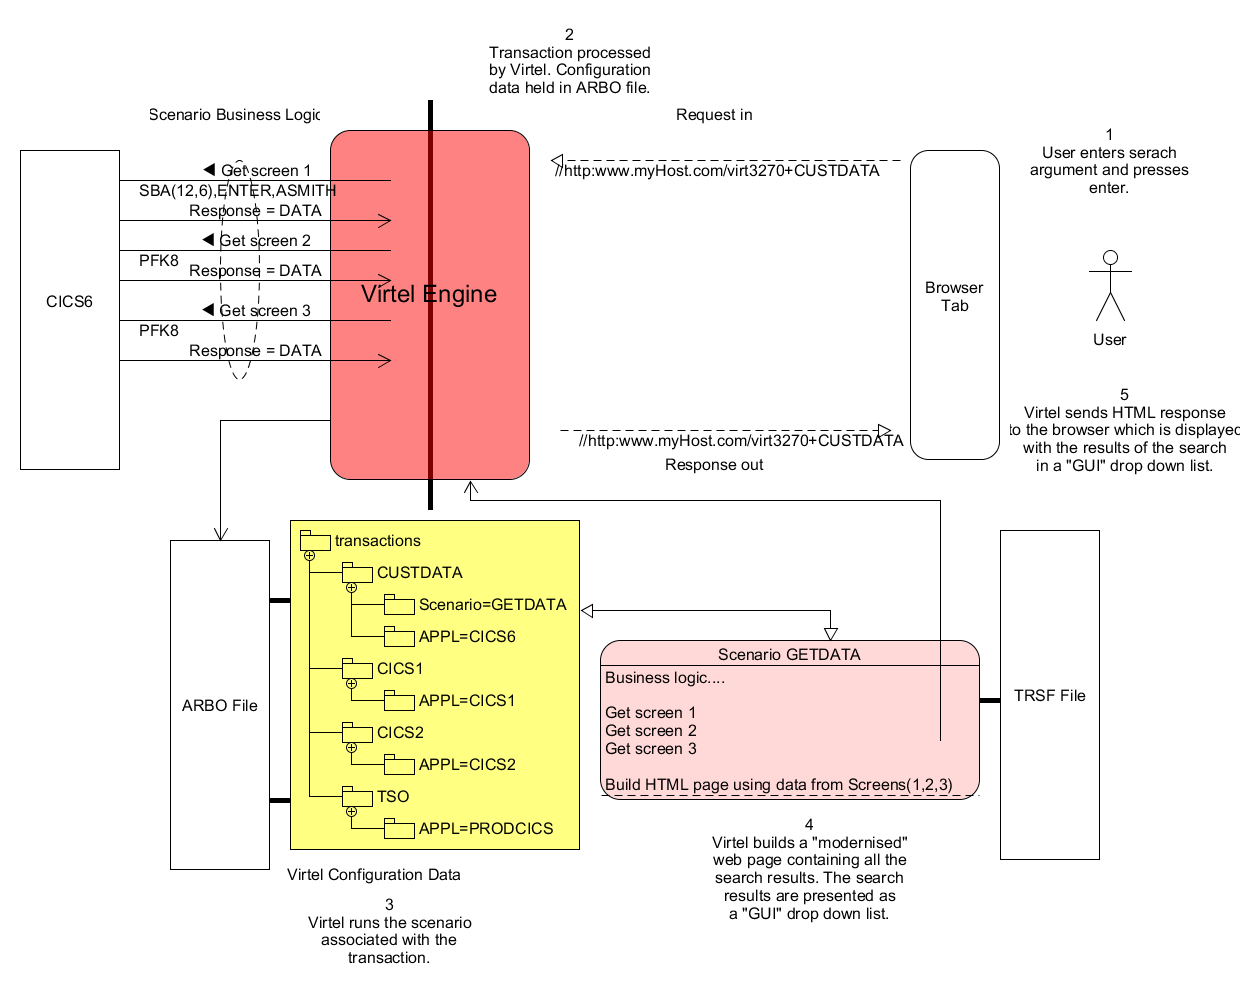 2
Transaction processed
by Virtel. Configuration
data held in ARBO file.
Scenario Business Logic
Request in
1
User enters serach
argument and presses
enter.
Get screen 1
//http:www.myHost.com/virt3270+CUSTDATA
SBA(12,6),ENTER,ASMITH
Response = DATA
Get screen 2
PFK8
Response = DATA
CICS6
Virtel Engine
Browser
Tab
Get screen 3
PFK8
User
Response = DATA
5
Virtel sends HTML response
to the browser which is displayed
with the results of the search
in a "GUI" drop down list.
//http:www.myHost.com/virt3270+CUSTDATA
Response out
transactions
CUSTDATA
Scenario=GETDATA
APPL=CICS6
CICS1
APPL=CICS1
CICS2
APPL=CICS2
TSO
APPL=PRODCICS
ARBO File
Scenario GETDATA
Business logic....
Get screen 1
Get screen 2
Get screen 3
Build HTML page using data from Screens(1,2,3)
TRSF File
Virtel Configuration Data
3
Virtel runs the scenario
associated with the
transaction.
4
Virtel builds a "modernised"
web page containing all the
search results. The search
results are presented as
a "GUI" drop down list.